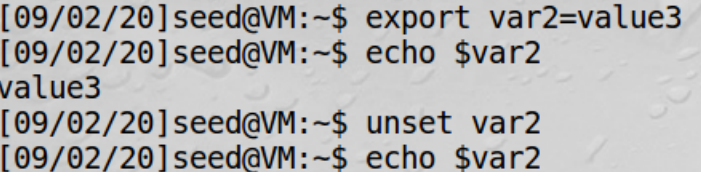 [09/02/20]seed@VM:~$ export var2=value3
[09/02/20]seed@VM:~$ echo $var2
value3
[09/02/20]seed@VM:~$ unset var2
[09/02/20]seed@VM:~$ echo $var2